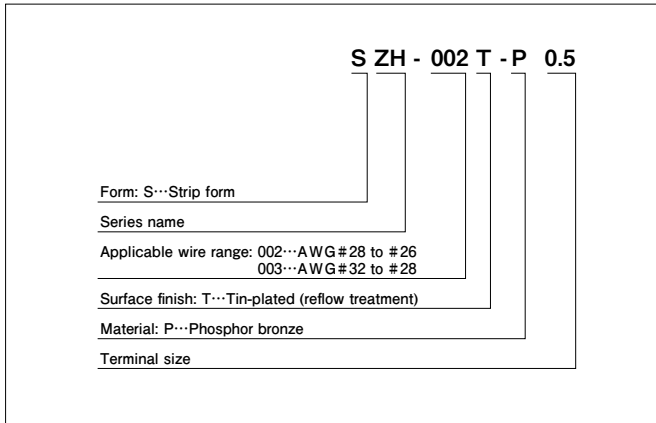 S ZH - 002 T - P 0.5
Form: S⋯Strip form
Series name
Applicable wire range: 002⋯AWG#28 to #26
003⋯AWG#32 to #28
Surface finish: T⋯Tin-plated (reflow treatment)
Material: P⋯Phosphor bronze
Terminal size